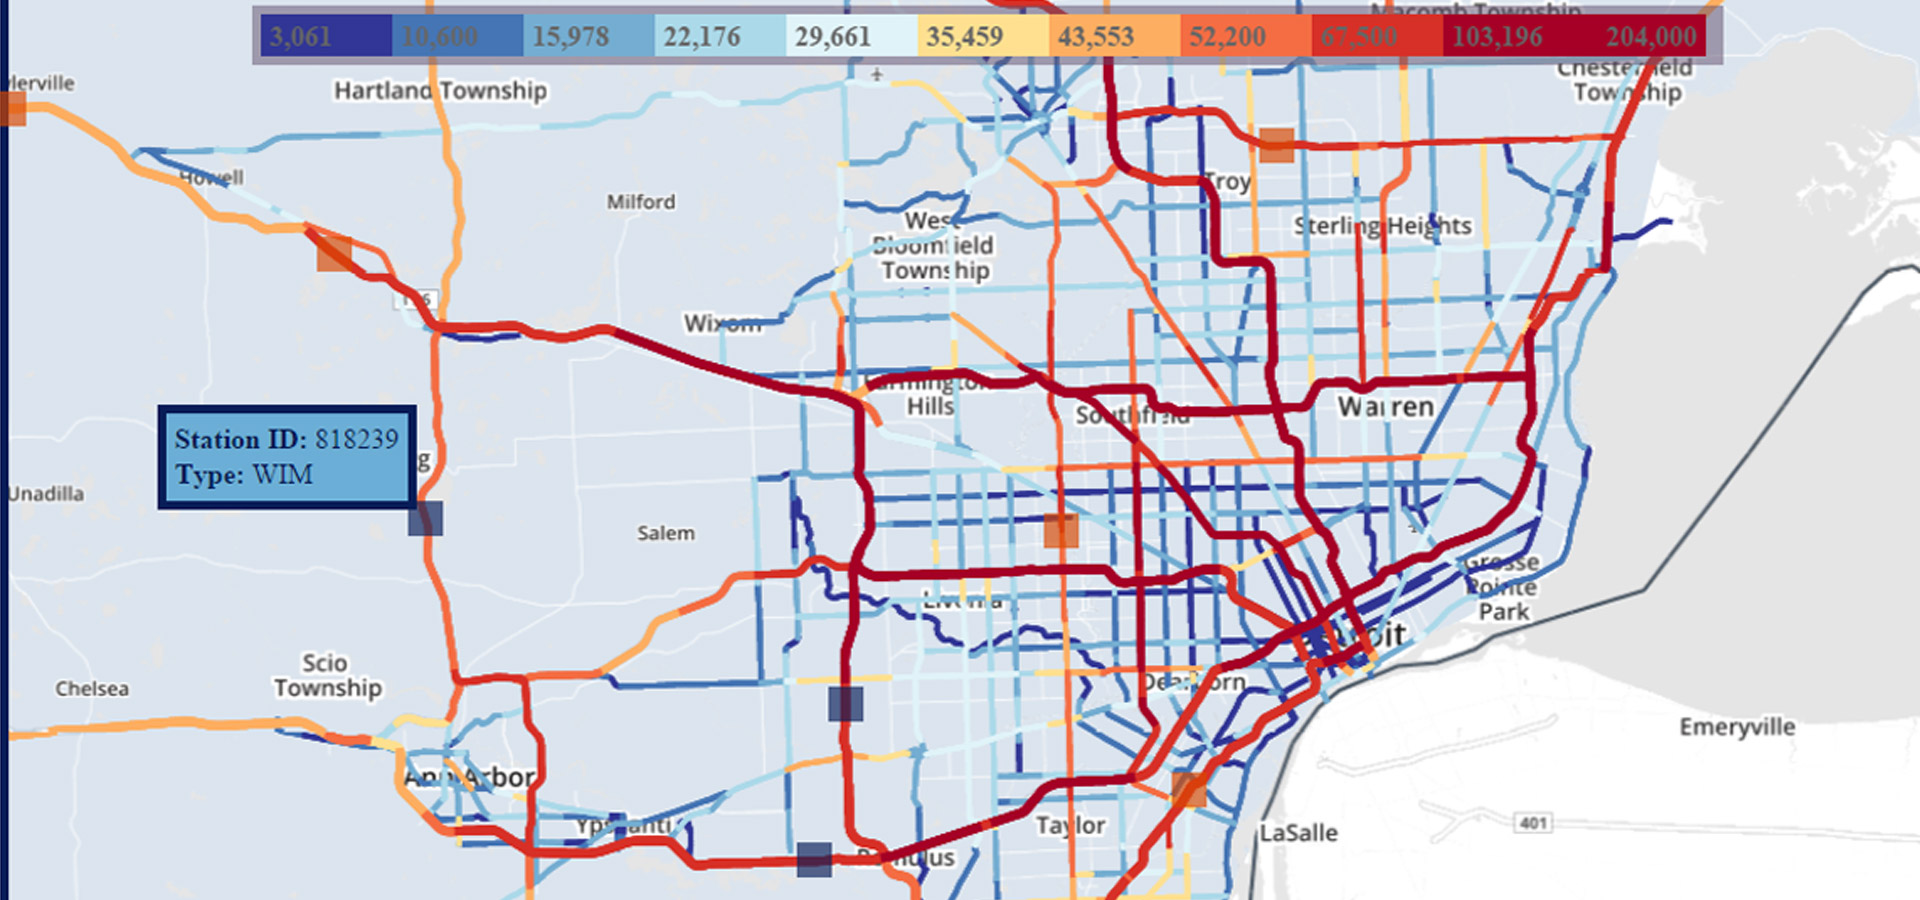 3,061 10,600 15,978 22,176 29,661 35,459 43,553 52,200 67,500 103,196 204,000
Macomb Township
Chesterfield
Township
Hartland Township
Howell
Milford
Troy
West
Bloomfield
Township
Sterling Heights
Wixom
Farmington
Hills
Southfield
Warren
Station ID: 818239
Type: WIM
g
Unadilla
Salem
Grosse
Pointe
Park
Livonia
Detroit
Scio
Township
Chelsea
Dearborn
Emeryville
Ann Arbor
Ypsilanti
Taylor
LaSalle
401
Romulus